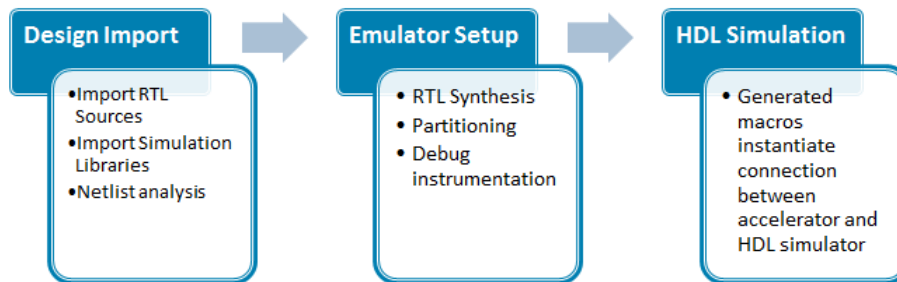 Design Import
•Import RTL
Sources
•Import Simulation
Libraries
•Netlist analysis
Emulator Setup
• RTL Synthesis
• Partitioning
• Debug
instrumentation
HDL Simulation
• Generated
macros
instantiate
connection
between
accelerator and
HDL simulator